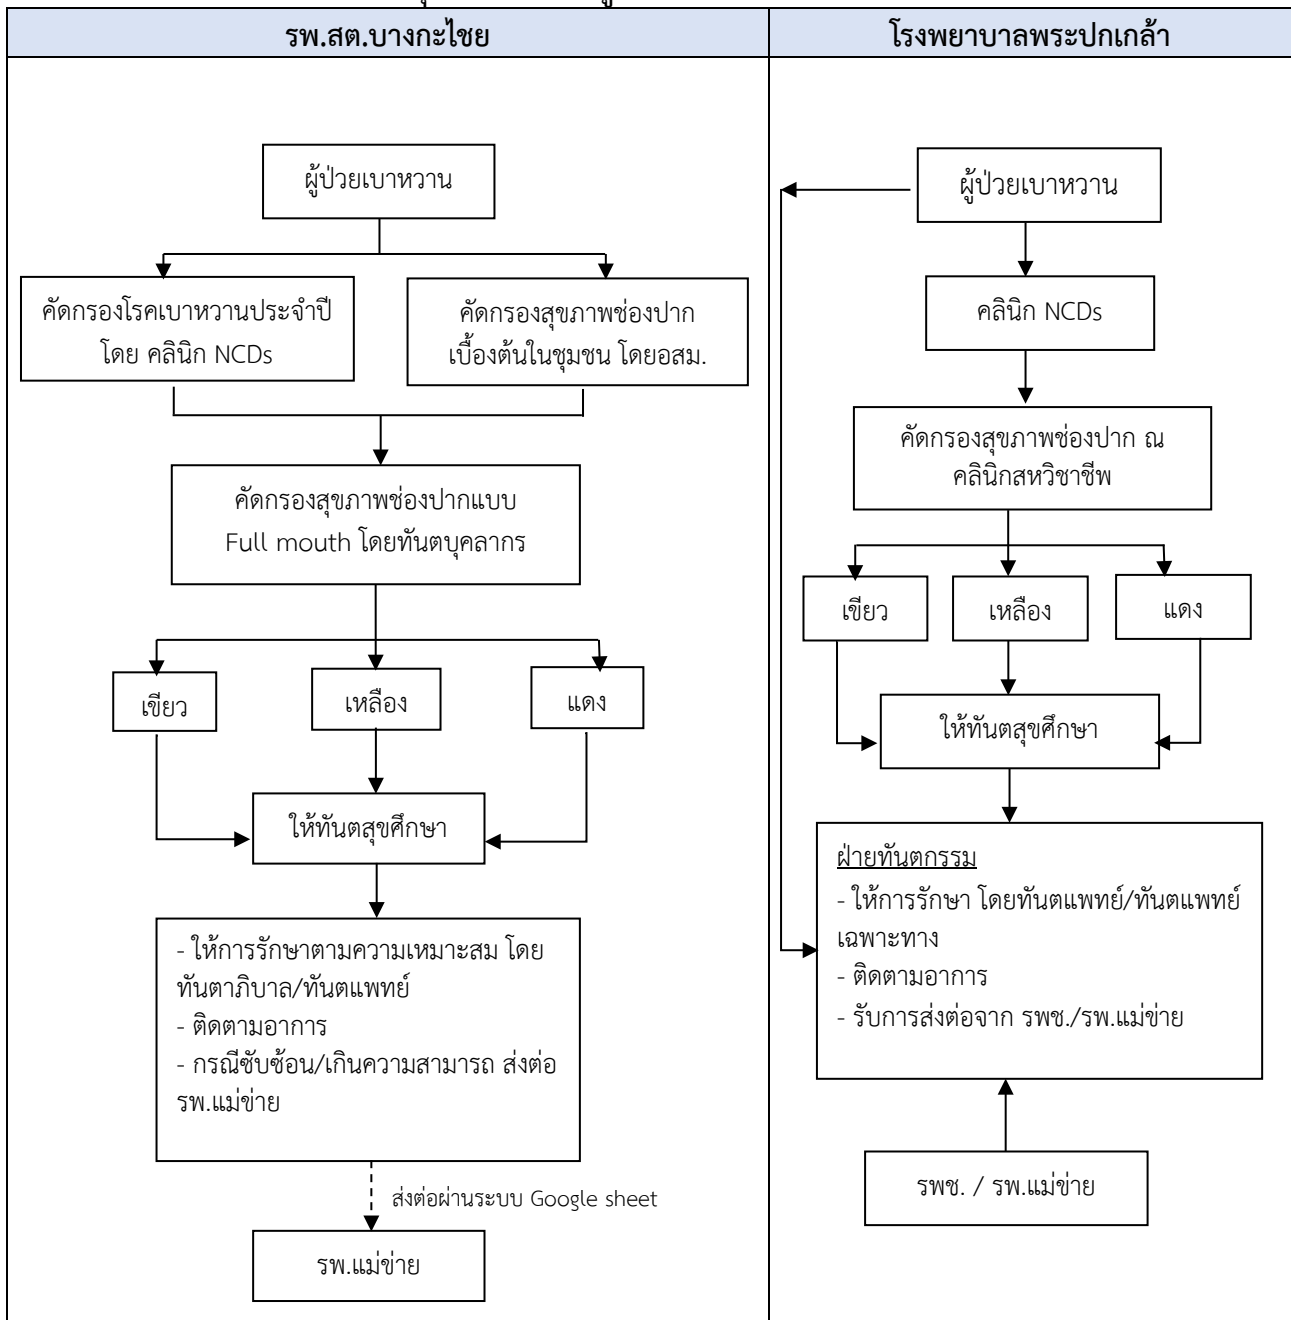 รพ.สต.บางกะไชย
โรงพยาบาลพระปกเกล้า
ผู้ป่วยเบาหวาน
คัดกรองโรคเบาหวานประจำปี
โดย คลินิก NCDs
คัดกรองสุขภาพช่องปาก
เบื้องต้นในชุมชน โดยอสม.
คัดกรองสุขภาพช่องปากแบบ
Full mouth โดยทันตบุคลากร
เขียว
เหลือง
แดง
ให้ทันตสุขศึกษา
- ให้การรักษาตามความเหมาะสม โดย
ทันตาภิบาล/ทันตแพทย์
- ติดตามอาการ
- กรณีซับซ้อน/เกินความสามารถ ส่งต่อ
รพ.แม่ข่าย
ส่งต่อผ่านระบบ Google sheet
รพ.แม่ข่าย
ผู้ป่วยเบาหวาน
คลินิก NCDs
คัดกรองสุขภาพช่องปาก ณ
คลินิกสหวิชาชีพ
เขียว
เหลือง
แดง
ให้ทันตสุขศึกษา
ฝ่ายทันตกรรม
- ให้การรักษา โดยทันตแพทย์/ทันตแพทย์
เฉพาะทาง
- ติดตามอาการ
- รับการส่งต่อจาก รพช./รพ.แม่ข่าย
รพช. / รพ.แม่ข่าย